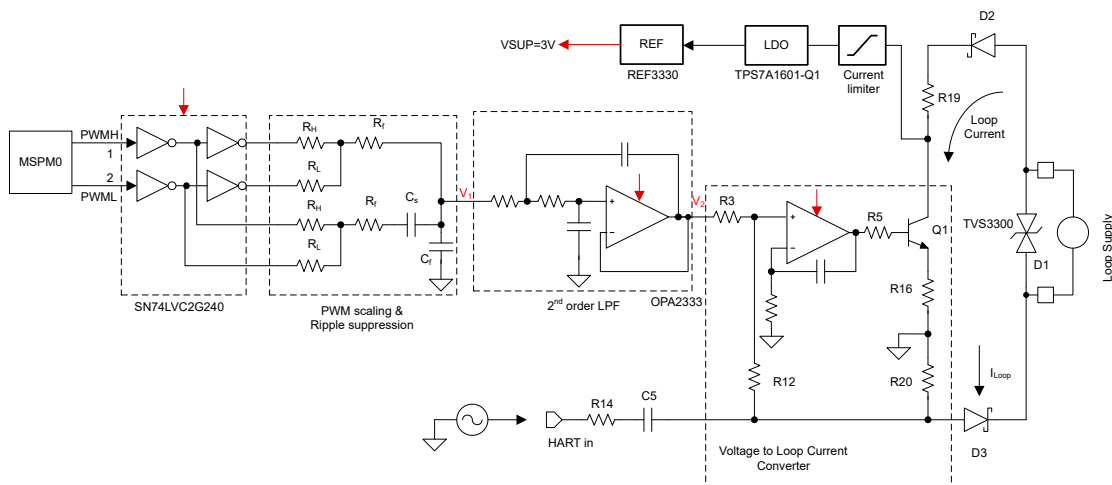 D2
VSUP=3V
REF
LDO
REF3330
TPS7A1601-Q1
Current
limiter
R19
Loop
Current
MSPM0
PWMH
1
2
PWML
RH
Rf
RL
RH
Rf
Cs
RL
Cf
V1
V2
R3
R5
Q1
TVS3300
D1
Loop Supply
SN74LVC2G240
PWM scaling &
Ripple suppression
2nd order LPF
OPA2333
+
−
+
−
R16
R12
R20
ILoop
R14
C5
HART in
Voltage to Loop Current
Converter
D3